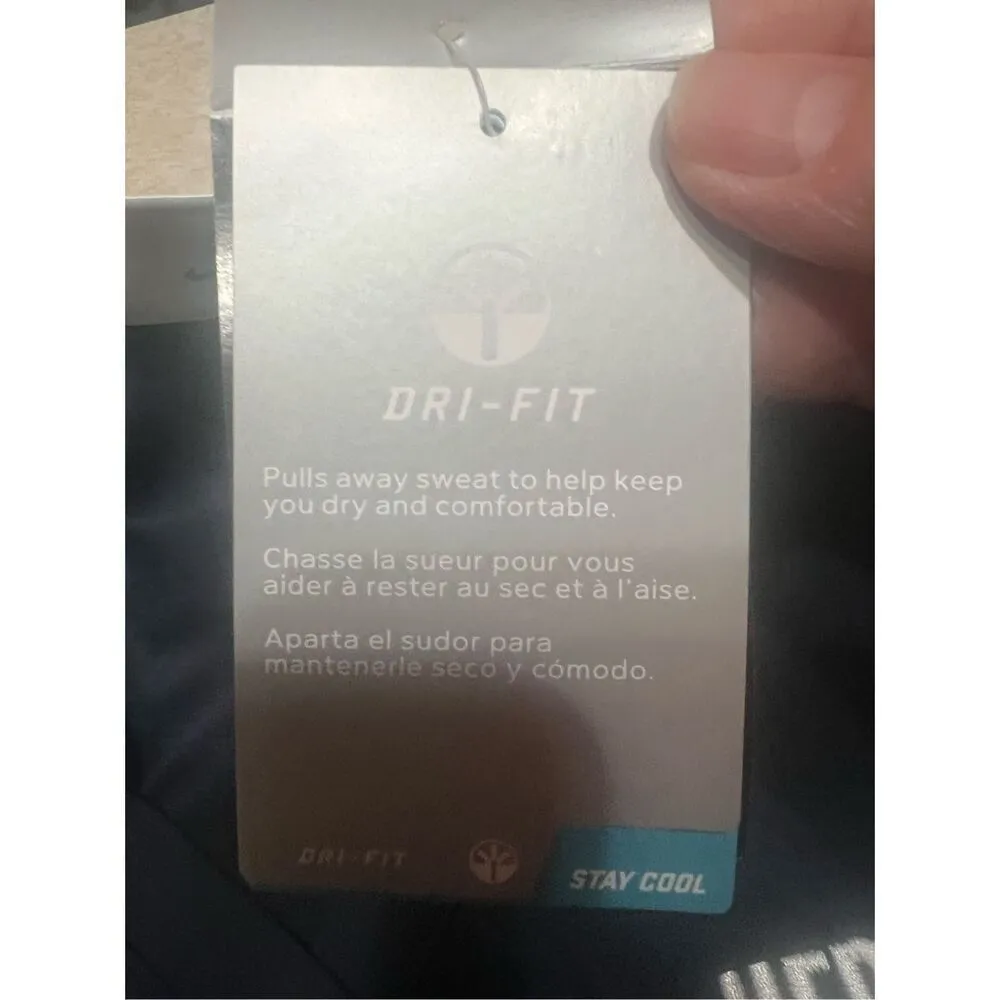 DRI-FIT
Pulls away sweat to help keep
you dry and comfortable.
Chasse la sueur pour vous
aider à rester au sec et à l'aise.
Aparta el sudor para
mantenerle seco y cómodo.
DRI-FIT
STAY COOL